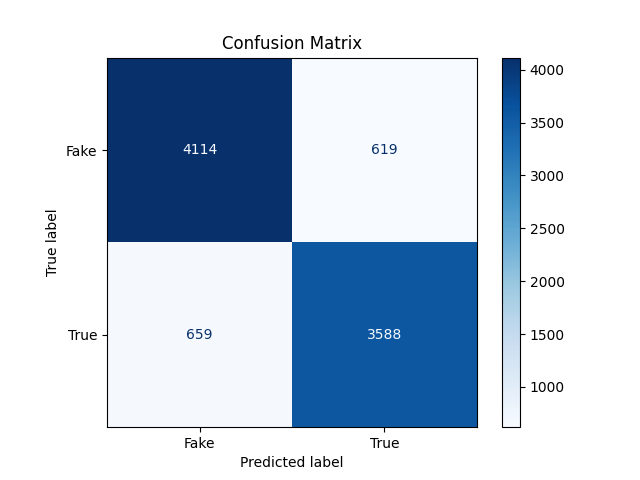 Confusion Matrix
4000
3500
3000
2500
2000
1500
1000
True label
Fake
4114
619
True
659
3588
Fake
True
Predicted label